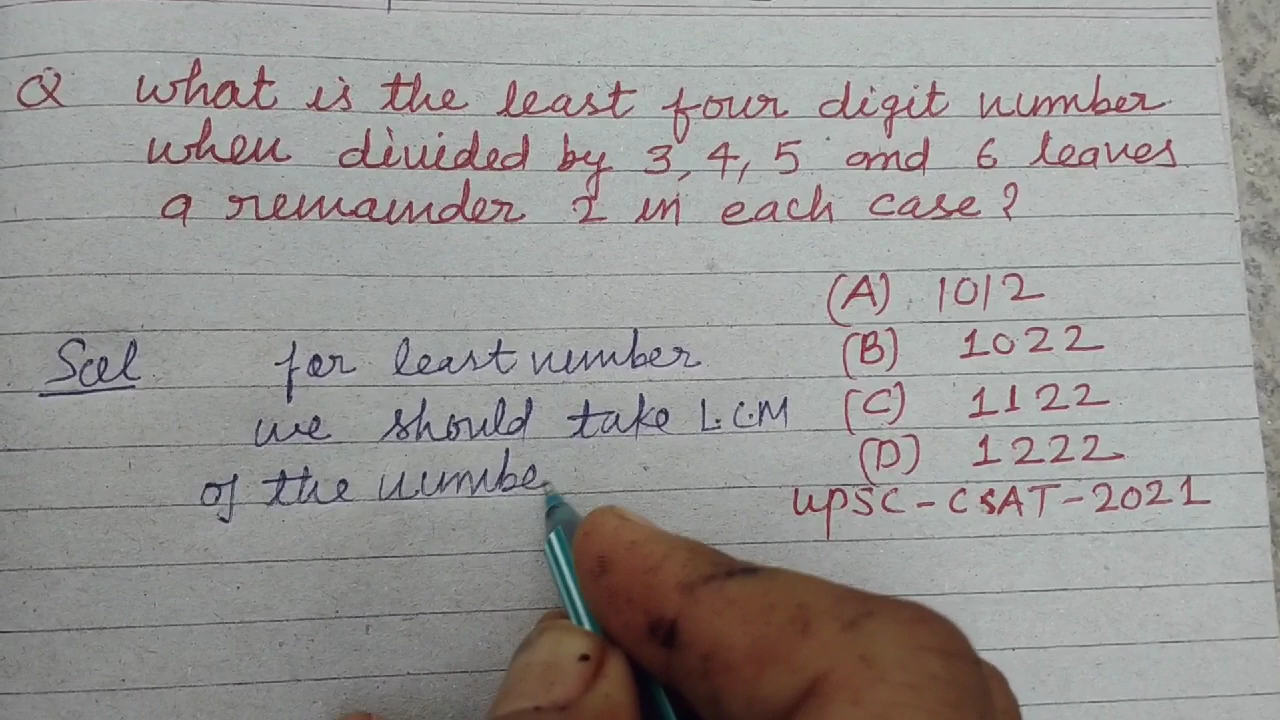 Q what is the least four digit number
when divided by 3, 4, 5 and 6 leaves
a remainder 2 in each case?
(A) 1012
(B) 1022
(C) 1122
(D) 1222
UPSC-CSAT-2021
Sol for least number
we should take L.C.M
of the numbe